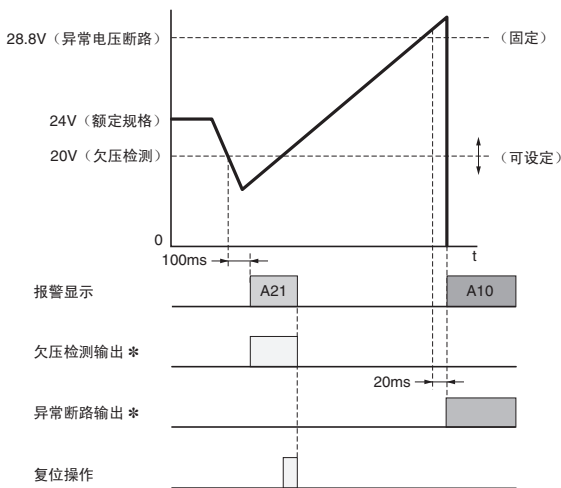 28.8V（异常电压断路） （固定）
24V（额定规格）
20V（欠压检测） （可设定）
0
100ms t
报警显示 A21 A10
欠压检测输出＊
20ms
异常断路输出＊
复位操作